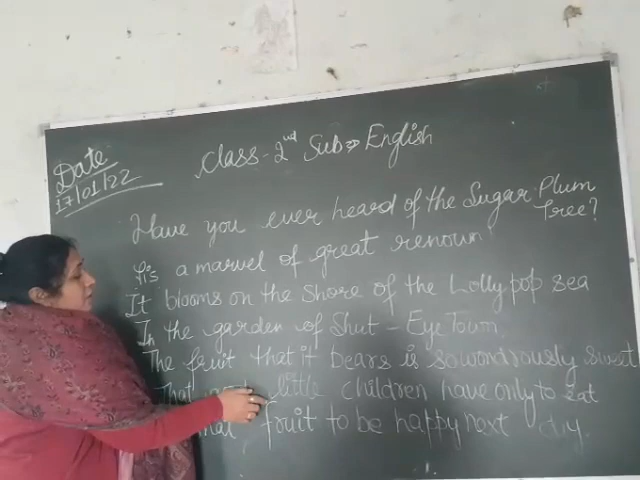 Date
17/01/22
Class - 2nd Sub⇒ English
Have you ever heard of the Sugar-Plum Tree?
It's a marvel of great renown
It blooms on the shore of the Lollypop sea
In the garden of Shut - Eye Town
The fruit that it bears is so wondrously sweet
That little children have only to eat
fruit to be happy next day.